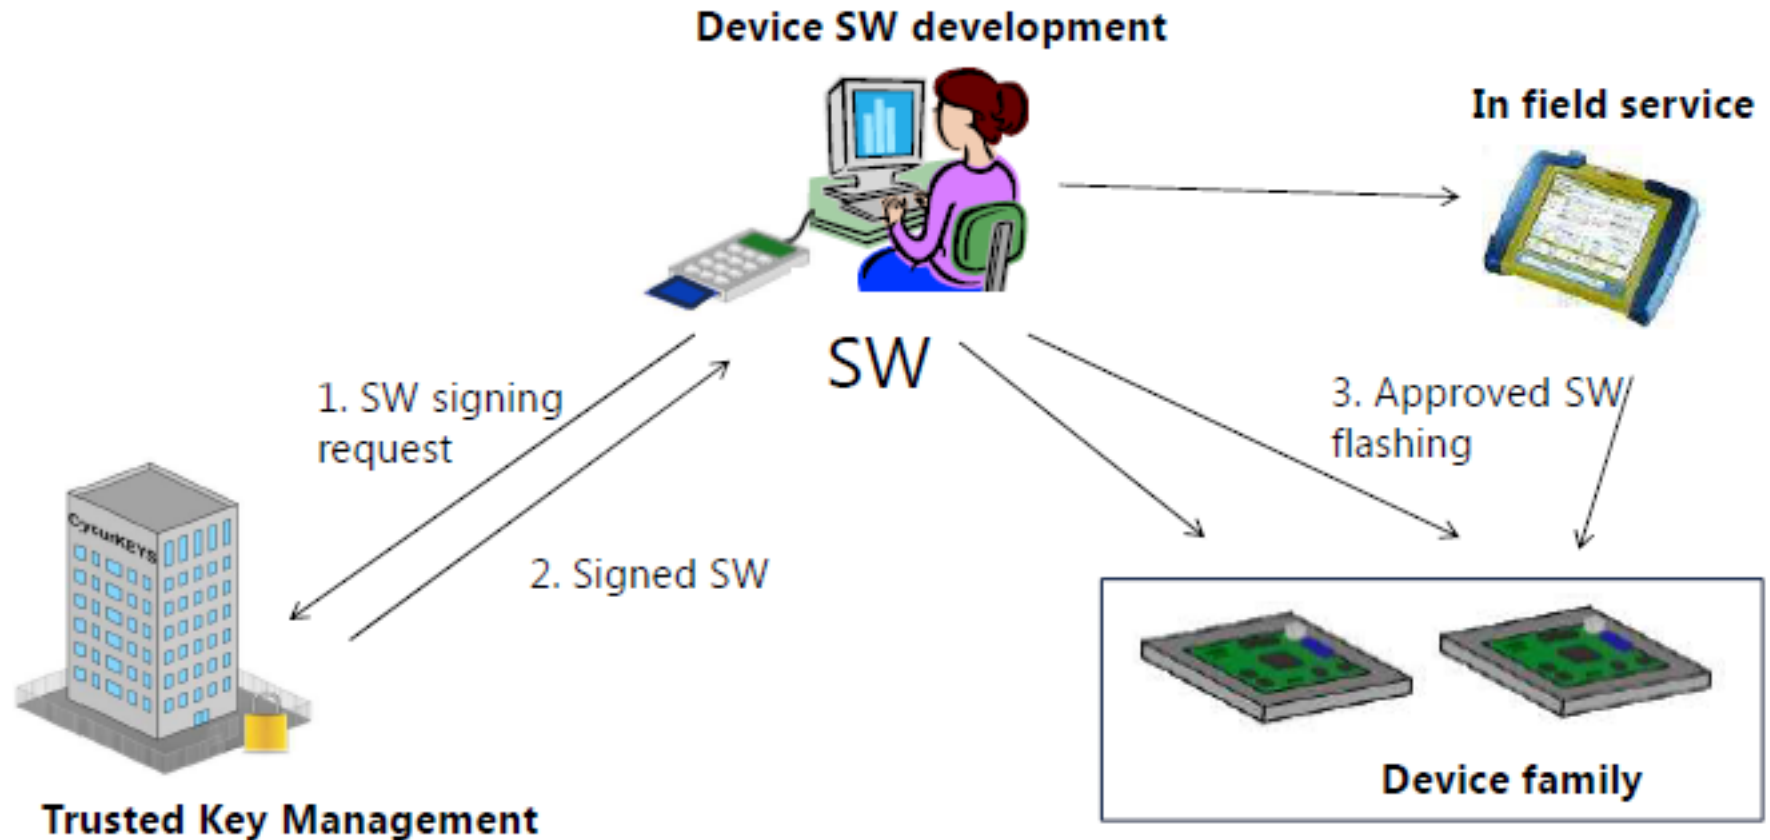 Device SW development
In field service
SW
1. SW signing
request
3. Approved SW
flashing
CycurKEYS
2. Signed SW
Device family
Trusted Key Management